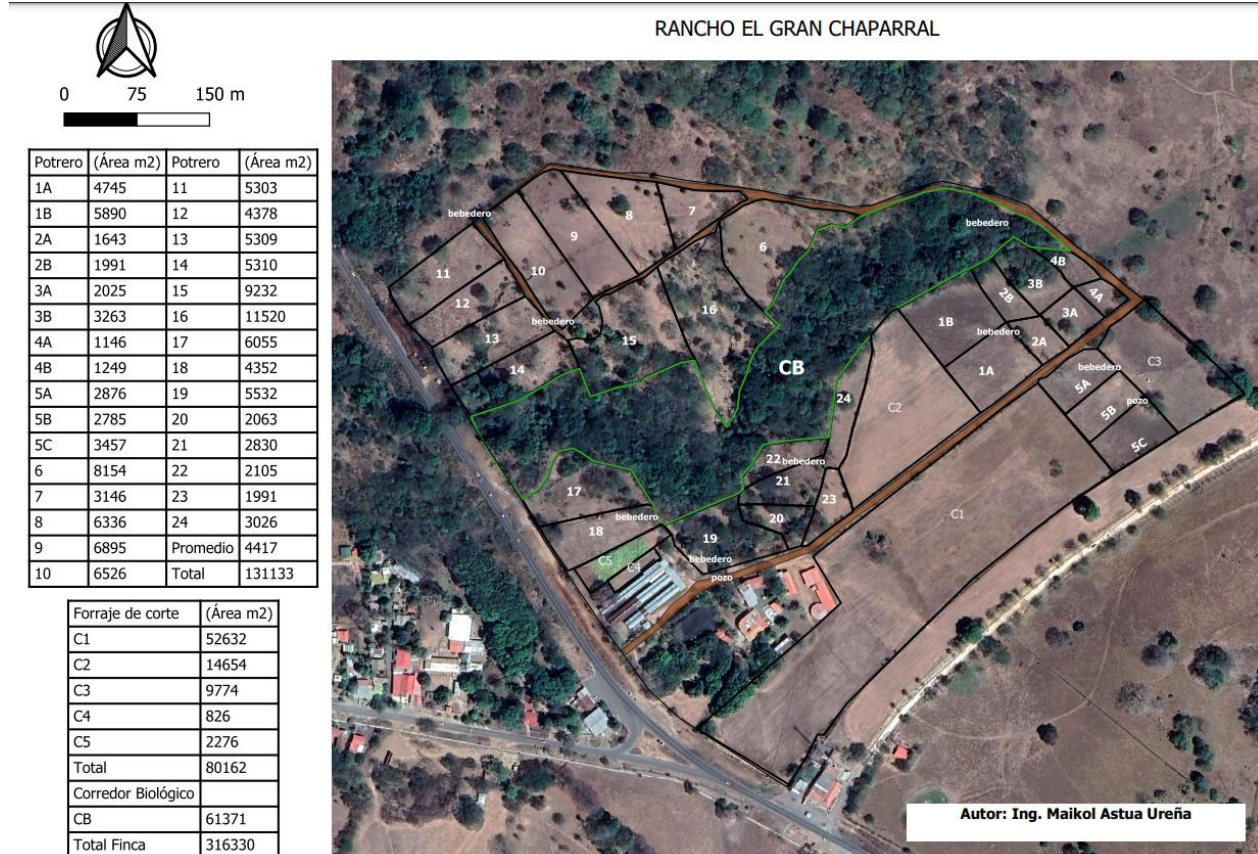 RANCHO EL GRAN CHAPARRAL
0 75 150 m
Potrero (Área m2) Potrero (Área m2)
1A 4745 11 5303
1B 5890 12 4378
2A 1643 13 5309
2B 1991 14 5310
3A 2025 15 9232
3B 3263 16 11520
4A 1146 17 6055
4B 1249 18 4352
5A 2876 19 5532
5B 2785 20 2063
5C 3457 21 2830
6 8154 22 2105
7 3146 23 1991
8 6336 24 3026
9 6895 Promedio 4417
10 6526 Total 131133
Forraje de corte (Área m2)
C1 52632
C2 14654
C3 9774
C4 826
C5 2276
Total 80162
Corredor Biológico
CB 61371
Total Finca 316330
bebedero
8
7
9
6
bebedero
11
10
4B
12
3B
4A
2B
16
3A
1B
bebedero
bebedero
13
15
2A
C3
14
CB
1A
bebedero
5A
24
C2
pozo
5B
5C
22
bebedero
21
17
23
C1
bebedero
20
18
19
C5
C4
bebedero
pozo
Autor: Ing. Maikol Astua Ureña